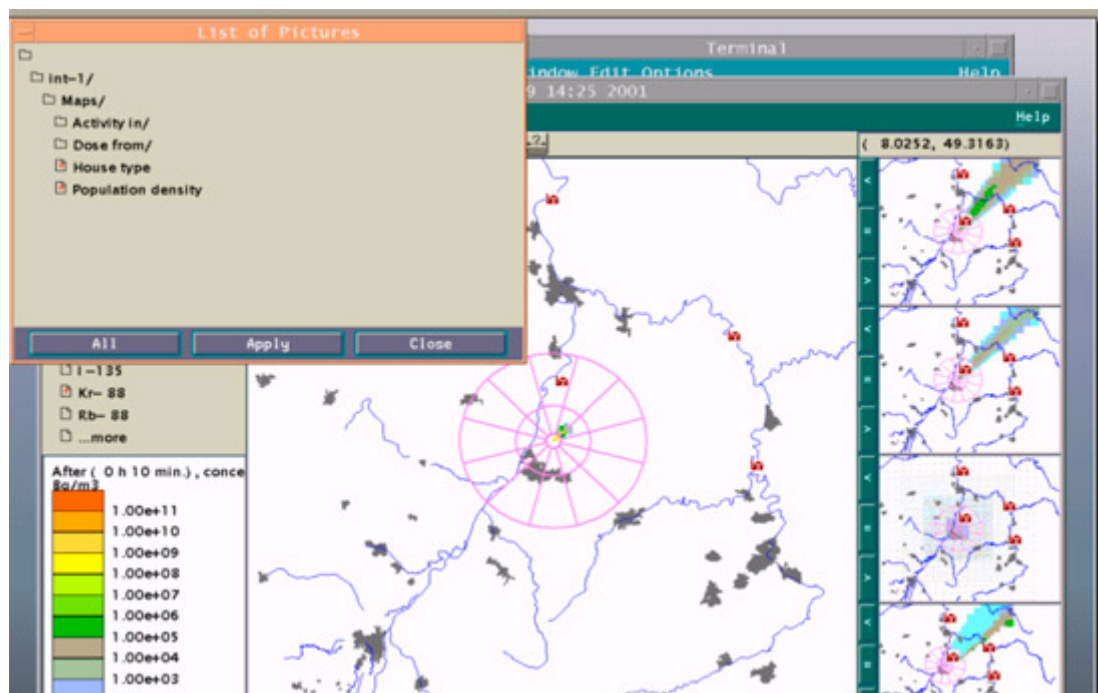 List of Pictures
int-1/
Maps/
Activity in/
Dose from/
House type
Population density
All
Apply
Close
Terminal
indow Edit Options
Help
9 14:25 2001
Help
.?.
( 8.0252, 49.3163)
I -135
Kr- 88
Rb- 88
...more
After ( 0 h 10 min.) , conce
Bq/m3
1.00e+11
1.00e+10
1.00e+09
1.00e+08
1.00e+07
1.00e+06
1.00e+05
1.00e+04
1.00e+03